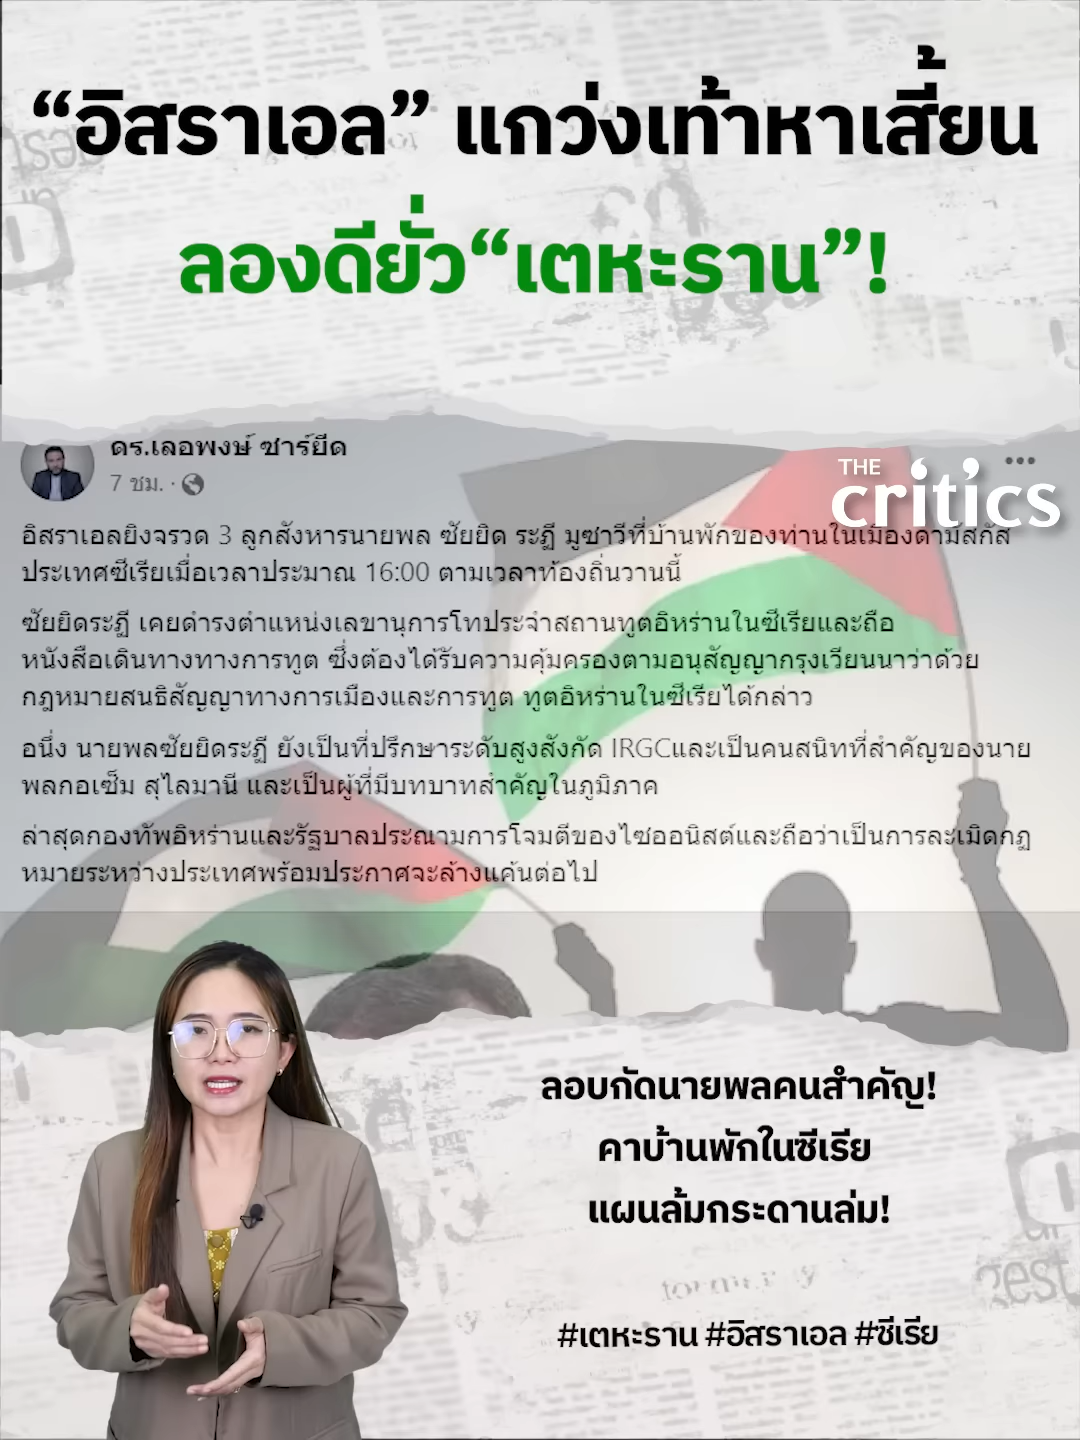 “อิสราเอล” แกว่งเท้าหาเสี้ยน
ลองดียั่ว“เตหะราน”!
ดร.เลอพงษ์ ซาร์ยีด
7 ชม.
THE
critics
อิสราเอลยิงจรวด 3 ลูกสังหารนายพล ซัยยิด ระฎี มูซาวีที่บ้านพักของท่านในเมืองดามัสกัส
ประเทศซีเรียเมื่อเวลาประมาณ 16:00 ตามเวลาท้องถิ่นวานนี้
ซัยยิดระฎี เคยดำรงตำแหน่งเลขานุการโทประจำสถานทูตอิหร่านในซีเรียและถือ
หนังสือเดินทางทางการทูต ซึ่งต้องได้รับความคุ้มครองตามอนุสัญญากรุงเวียนนาว่าด้วย
กฎหมายสนธิสัญญาทางการเมืองและการทูต ทูตอิหร่านในซีเรียได้กล่าว
อนึ่ง นายพลซัยยิดระฎี ยังเป็นที่ปรึกษาระดับสูงสังกัด IRGCและเป็นคนสนิทที่สำคัญของนาย
พลกอเซ็ม สุไลมานี และเป็นผู้ที่มีบทบาทสำคัญในภูมิภาค
ล่าสุดกองทัพอิหร่านและรัฐบาลประณามการโจมตีของไซออนิสต์และถือว่าเป็นการละเมิดกฎ
หมายระหว่างประเทศพร้อมประกาศจะล้างแค้นต่อไป
ลอบกัดนายพลคนสำคัญ!
คาบ้านพักในซีเรีย
แผนล้มกระดานล่ม!
#เตหะราน #อิสราเอล #ซีเรีย